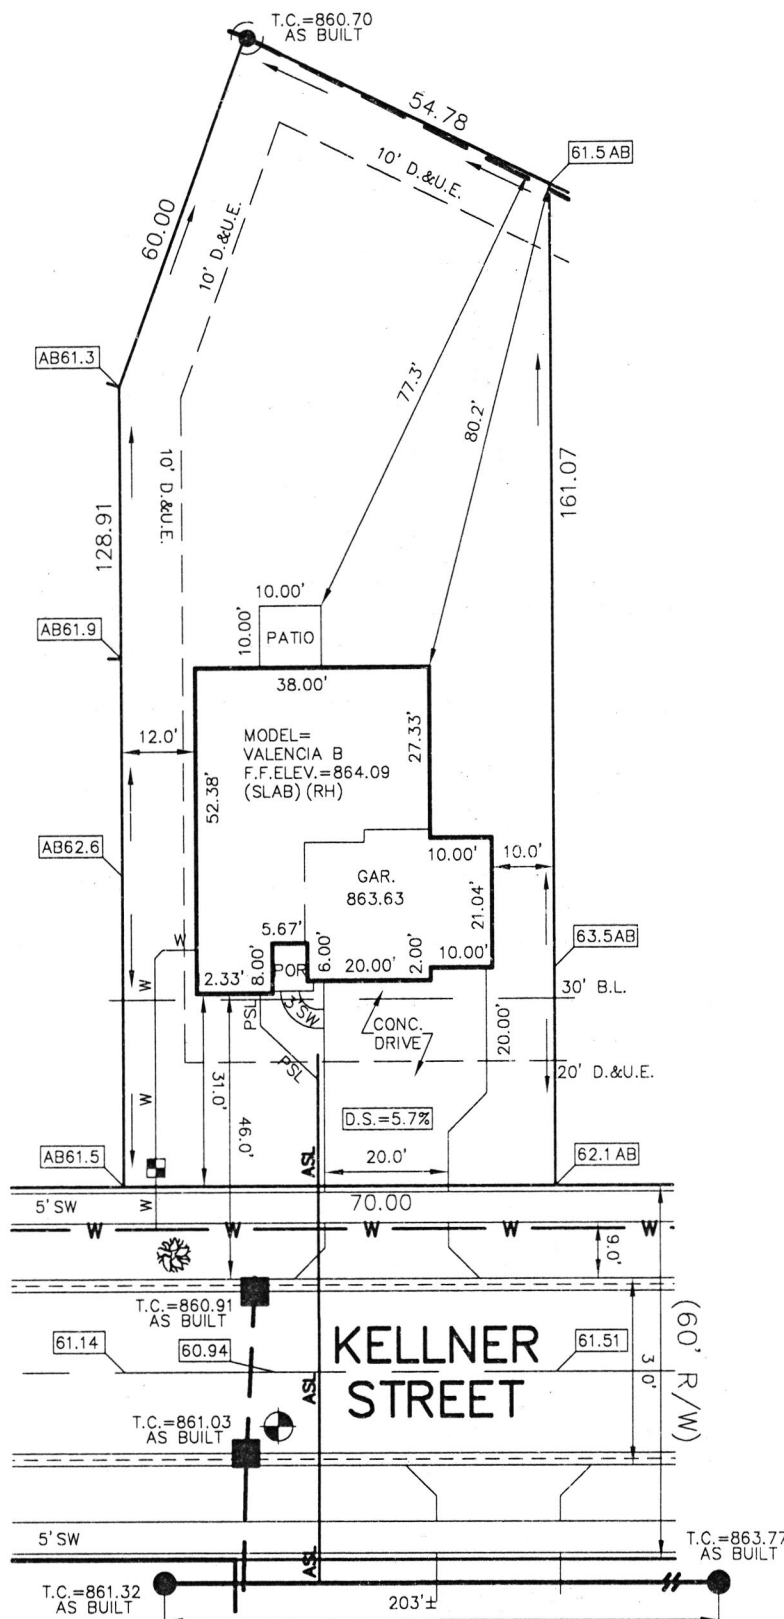 T.C.=860.70
AS BUILT
54.78
61.5 AB
10' D.&U.E.
60.00
10' D.&U.E.
AB61.3
77.3'
80.2'
10' D.&U.E.
128.91
161.07
10.00'
10.00'
PATIO
AB61.9
38.00'
12.0'
MODEL=
VALENCIA B
F.F.ELEV.=864.09
(SLAB) (RH)
27.33'
52.38'
AB62.6
10.00'
10.0'
GAR.
863.63
21.04'
5.67'
W
63.5AB
2.33'
8.00'
POR
6.00'
20.00'
2.00'
10.00'
W
30' B.L.
PSL
3'SW
CONC.
DRIVE
20.00'
PSL
20' D.&U.E.
31.0'
W
46.0'
D.S.=5.7%
AB61.5
ASL
20.0'
62.1 AB
5' SW
W
70.00
W W W W W
9.0'
T.C.=860.91
AS BUILT
61.14
60.94
KELLNER
STREET
61.51
3.0'
(60' R/W)
ASL
T.C.=861.03
AS BUILT
5' SW
ASL
T.C.=863.77
AS BUILT
T.C.=861.32
AS BUILT
203'±